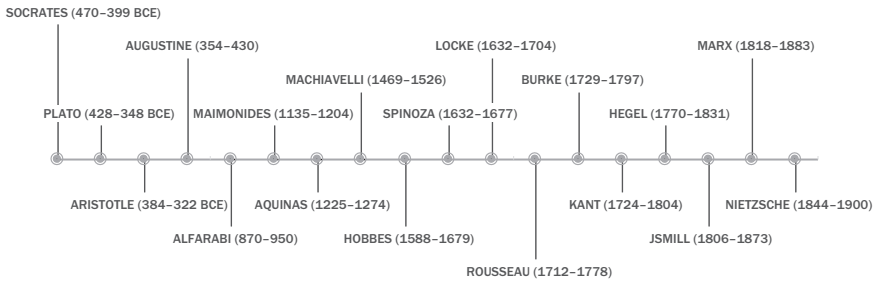 SOCRATES (470–399 BCE)
AUGUSTINE (354–430)
LOCKE (1632–1704)
MARX (1818–1883)
MACHIAVELLI (1469–1526)
BURKE (1729–1797)
PLATO (428–348 BCE)
MAIMONIDES (1135–1204)
SPINOZA (1632–1677)
HEGEL (1770–1831)
ARISTOTLE (384–322 BCE)
AQUINAS (1225–1274)
KANT (1724–1804)
NIETZSCHE (1844–1900)
ALFARABI (870–950)
HOBBES (1588–1679)
JSMILL (1806–1873)
ROUSSEAU (1712–1778)